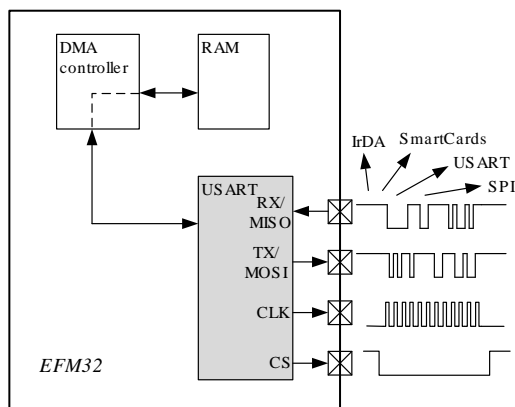 DMA
controller
RAM
IrDA
SmartCards
USART
SPI
USART
RX/
MISO
TX/
MOSI
CLK
CS
EFM32